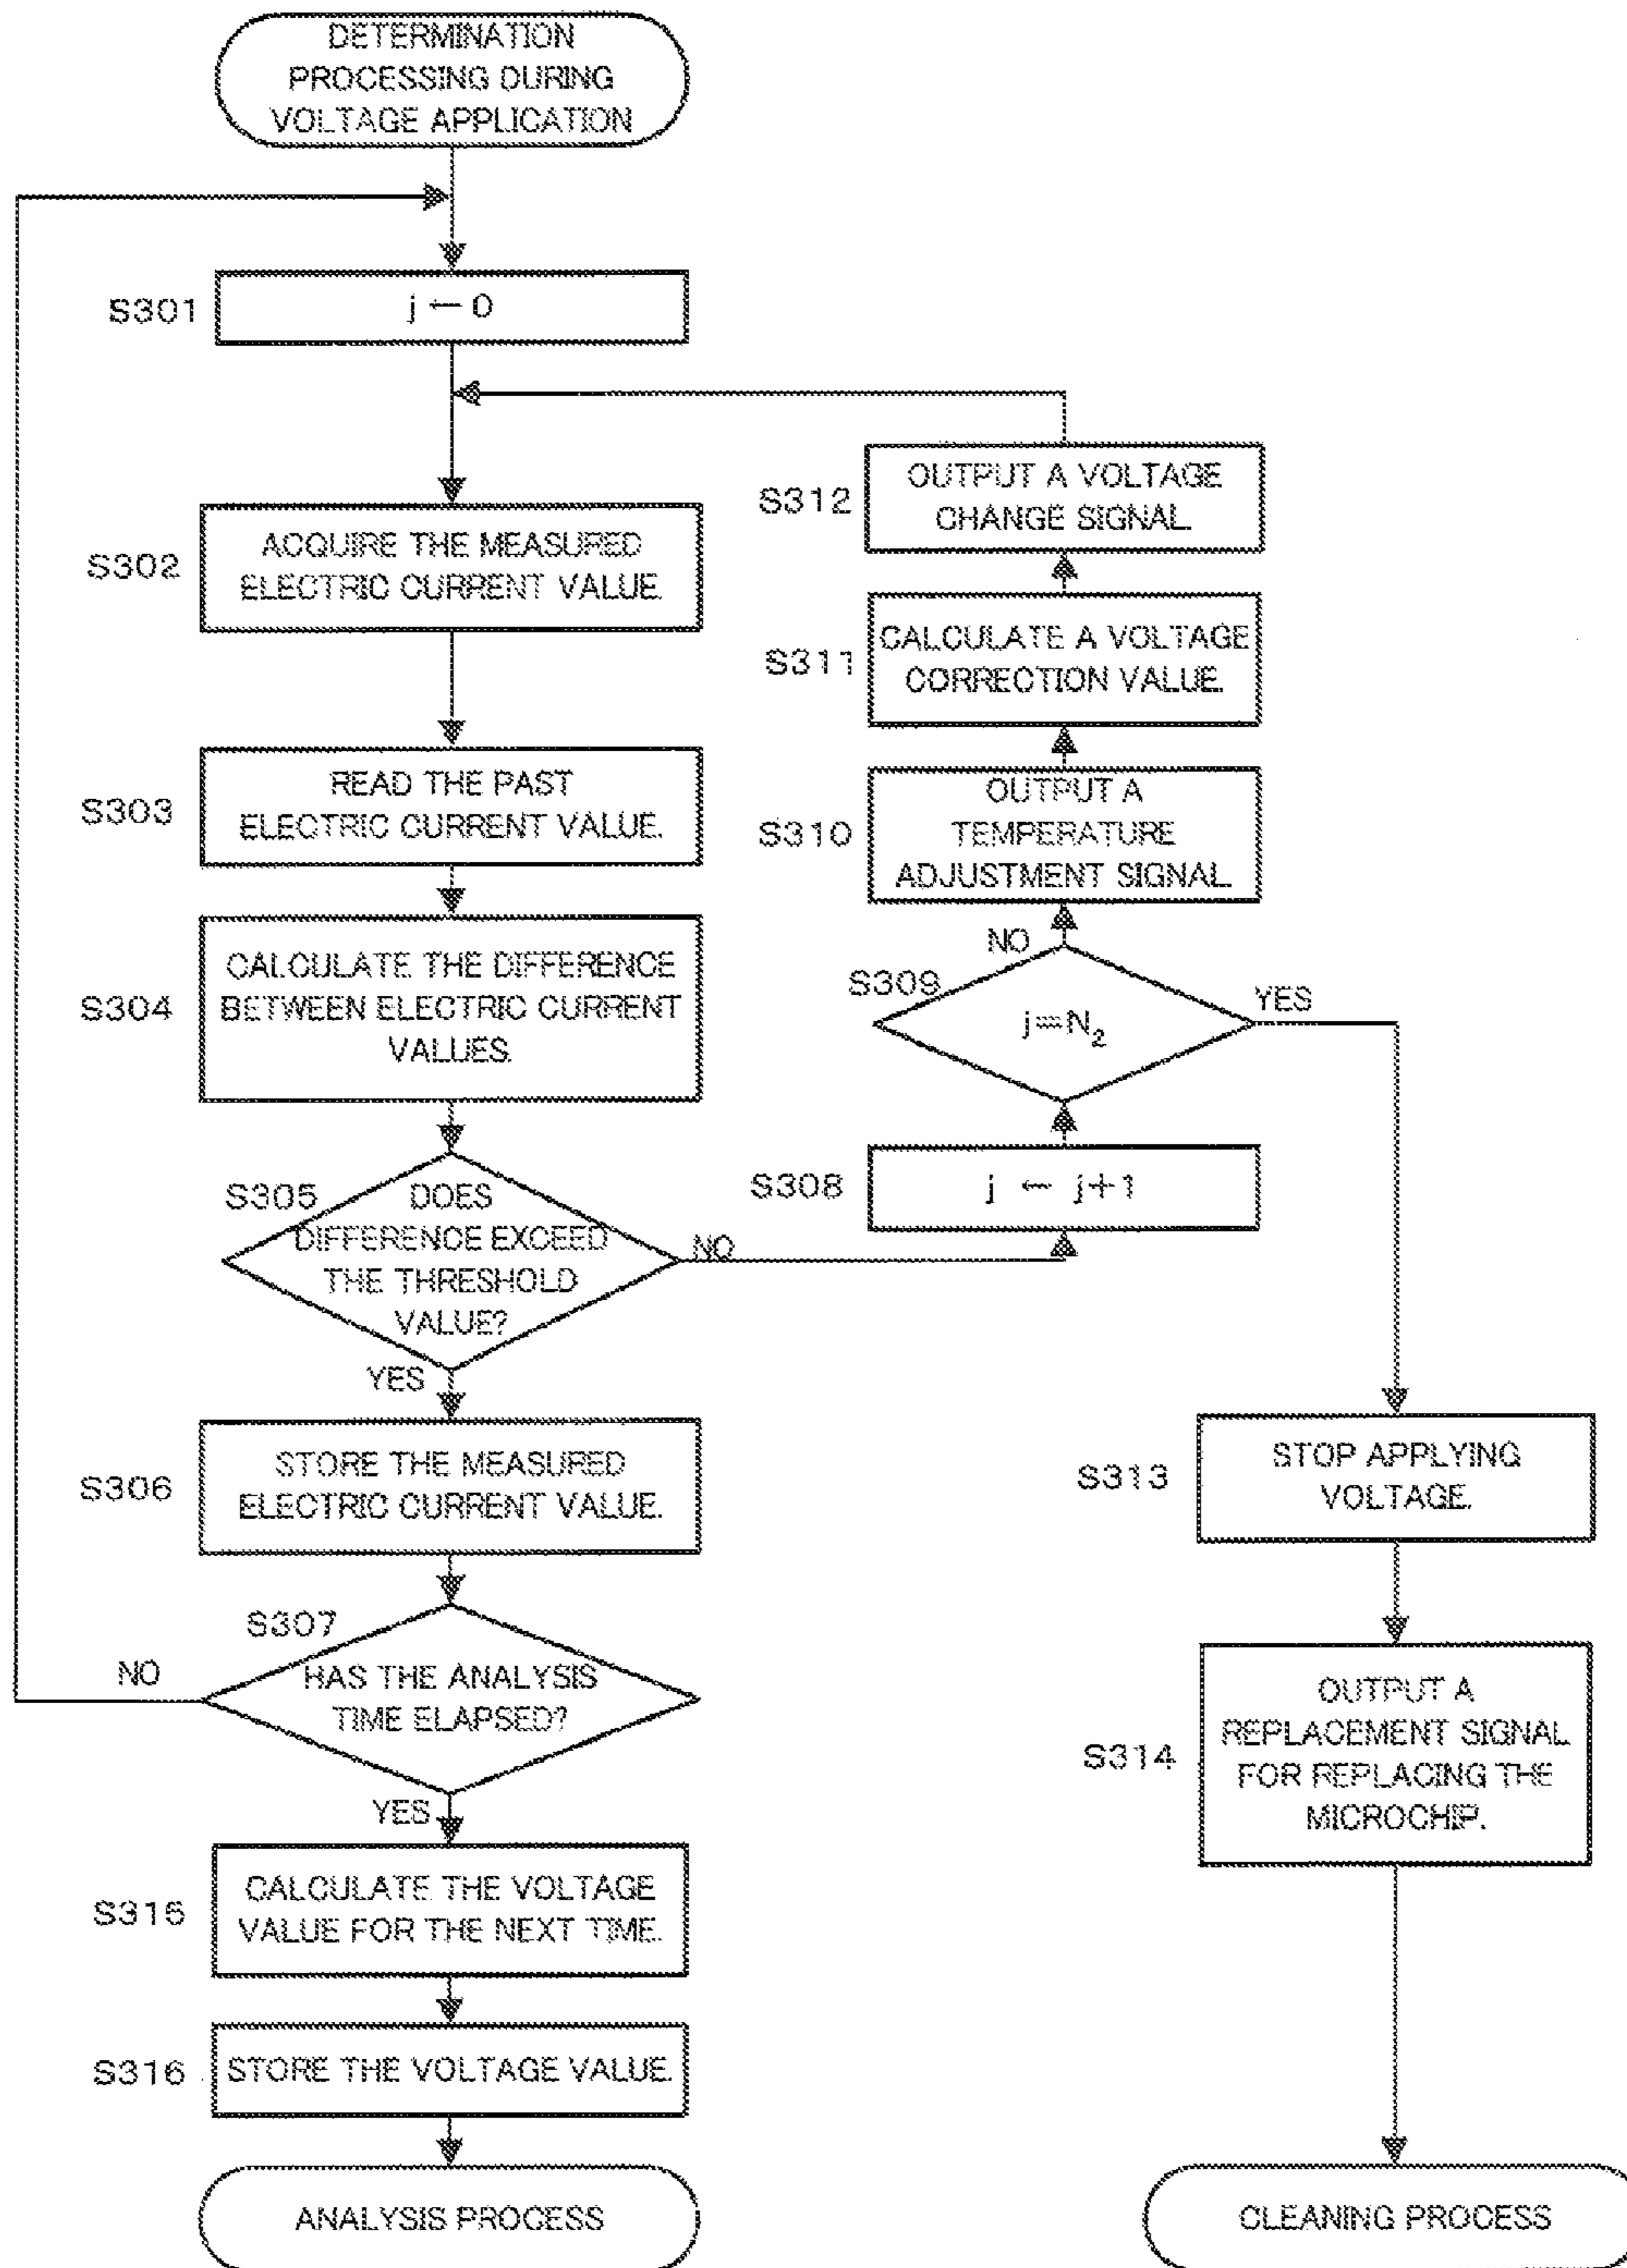 DETERMINATION
PROCESSING DURING
VOLTAGE APPLICATION
S301
j ← 0
S302
ACQUIRE THE MEASURED
ELECTRIC CURRENT VALUE.
S303
READ THE PAST
ELECTRIC CURRENT VALUE.
S304
CALCULATE THE DIFFERENCE
BETWEEN ELECTRIC CURRENT
VALUES.
S305
DOES
DIFFERENCE EXCEED
THE THRESHOLD
VALUE?
NO
YES
S306
STORE THE MEASURED
ELECTRIC CURRENT VALUE.
S307
HAS THE ANALYSIS
TIME ELAPSED?
NO
YES
S316
CALCULATE THE VOLTAGE
VALUE FOR THE NEXT TIME.
S316
STORE THE VOLTAGE VALUE.
ANALYSIS PROCESS
S312
OUTPUT A VOLTAGE
CHANGE SIGNAL.
S311
CALCULATE A VOLTAGE
CORRECTION VALUE.
S310
OUTPUT A
TEMPERATURE
ADJUSTMENT SIGNAL.
NO
S309
j=N₂
YES
S308
j ← j+1
S313
STOP APPLYING
VOLTAGE.
S314
OUTPUT A
REPLACEMENT SIGNAL
FOR REPLACING THE
MICROCHIP.
CLEANING PROCESS